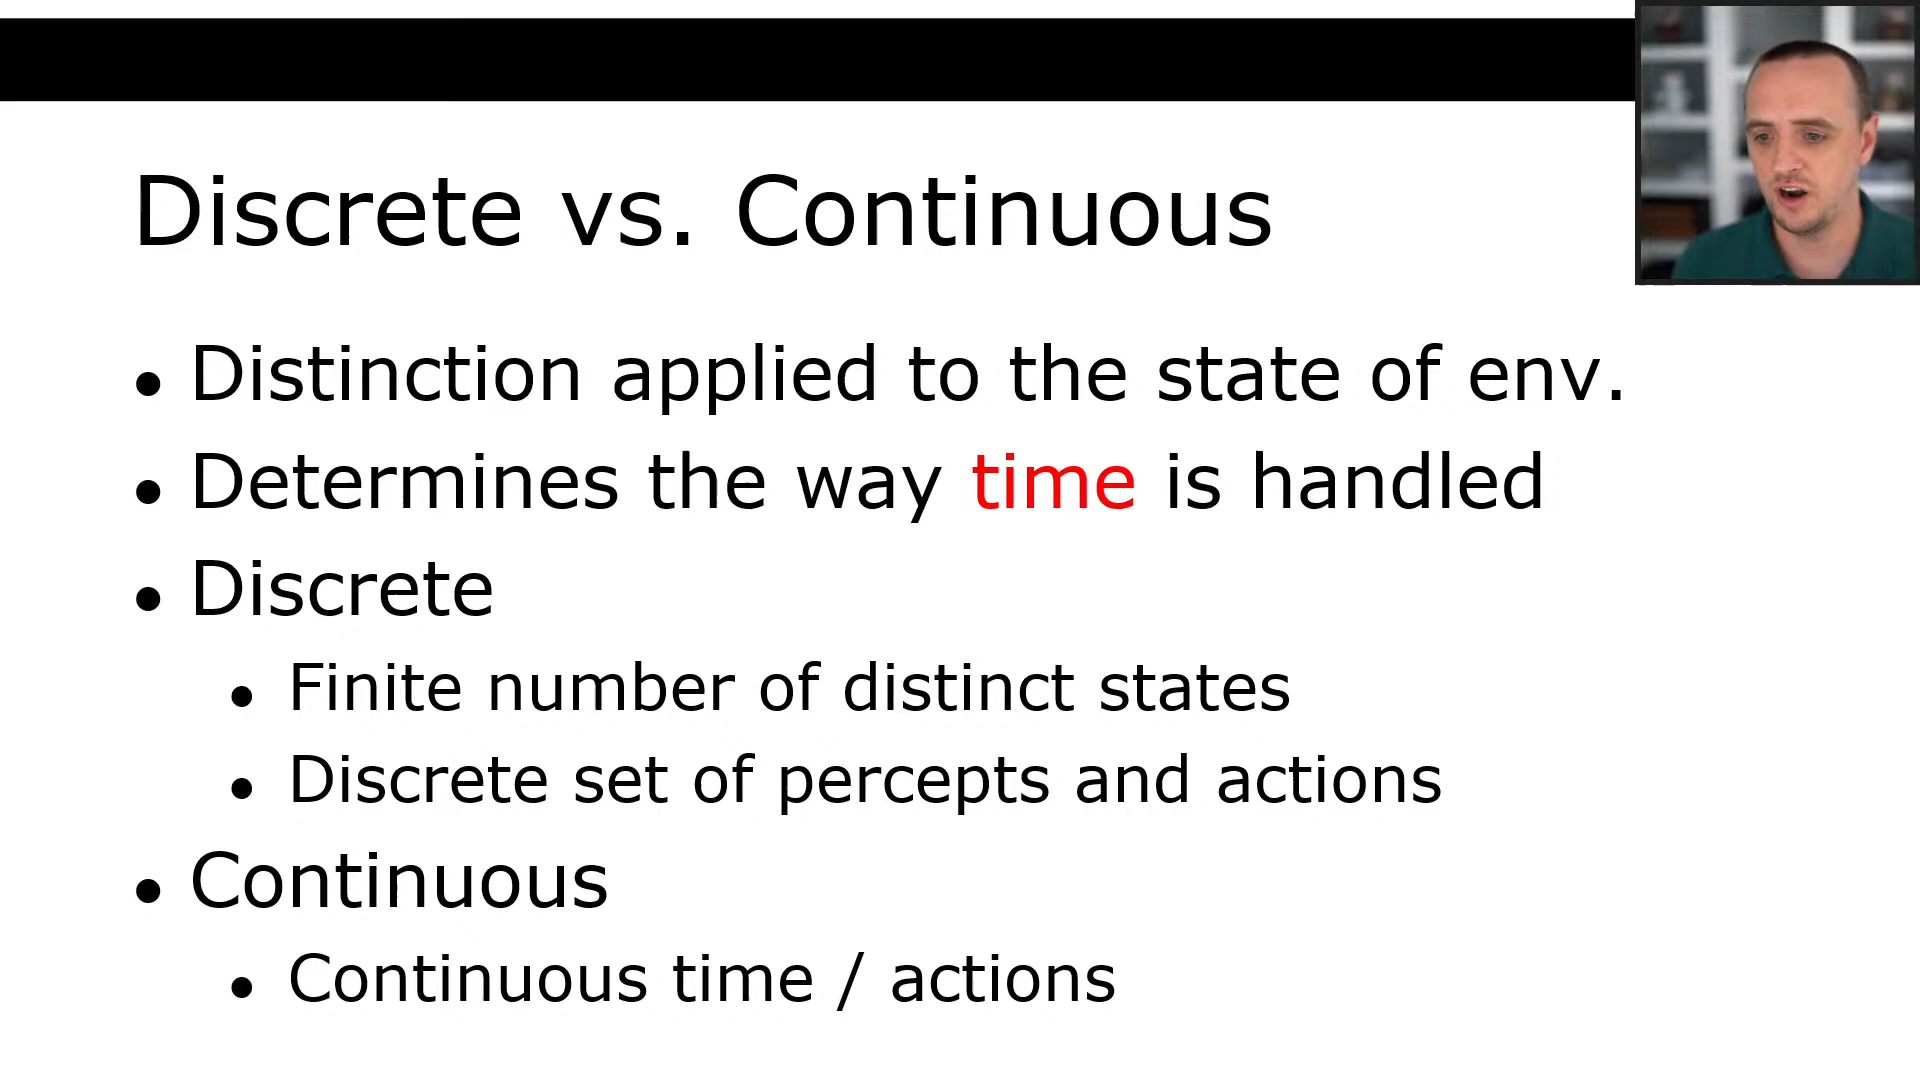 Discrete vs. Continuous
• Distinction applied to the state of env.
• Determines the way time is handled
• Discrete
• Finite number of distinct states
• Discrete set of percepts and actions
• Continuous
• Continuous time / actions